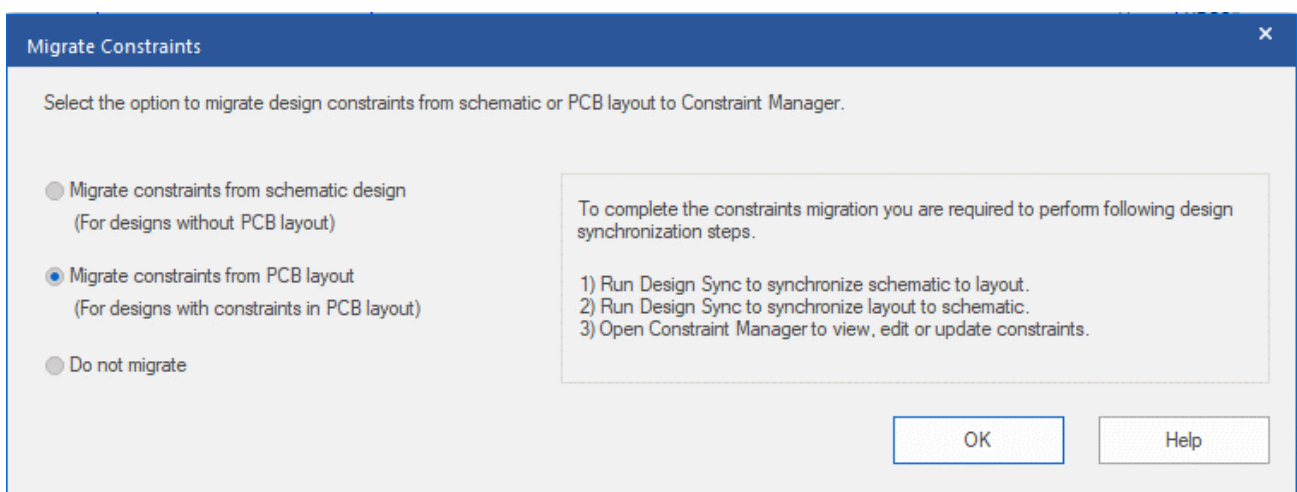 Migrate Constraints
Select the option to migrate design constraints from schematic or PCB layout to Constraint Manager.
Migrate constraints from schematic design
(For designs without PCB layout)
Migrate constraints from PCB layout
(For designs with constraints in PCB layout)
Do not migrate
To complete the constraints migration you are required to perform following design
synchronization steps.
1) Run Design Sync to synchronize schematic to layout.
2) Run Design Sync to synchronize layout to schematic.
3) Open Constraint Manager to view, edit or update constraints.
OK
Help